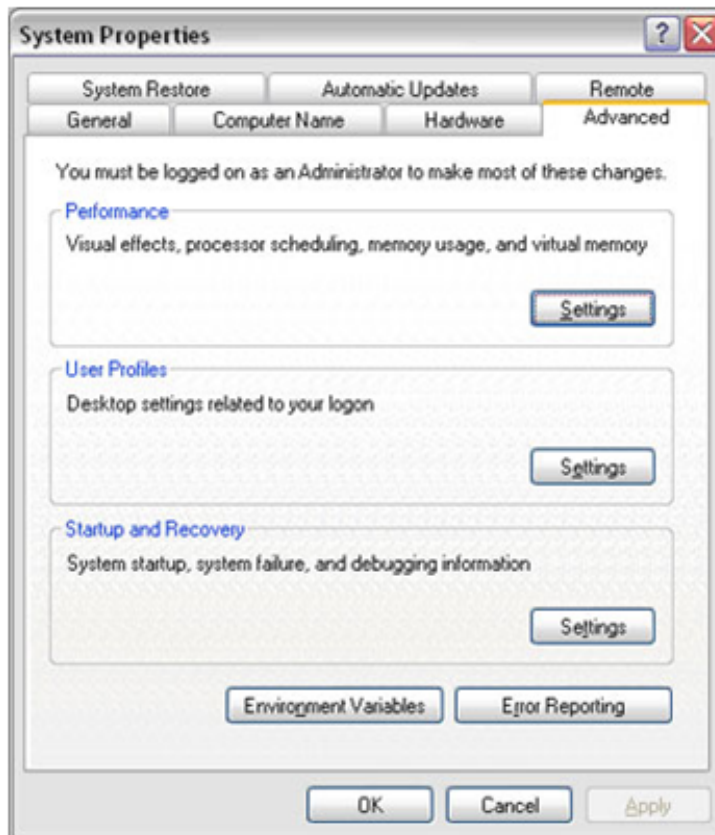 System Properties
System Restore Automatic Updates Remote
General Computer Name Hardware Advanced
You must be logged on as an Administrator to make most of these changes.
Performance
Visual effects, processor scheduling, memory usage, and virtual memory
Settings
User Profiles
Desktop settings related to your logon
Settings
Startup and Recovery
System startup, system failure, and debugging information
Settings
Environment Variables Error Reporting
OK Cancel Apply